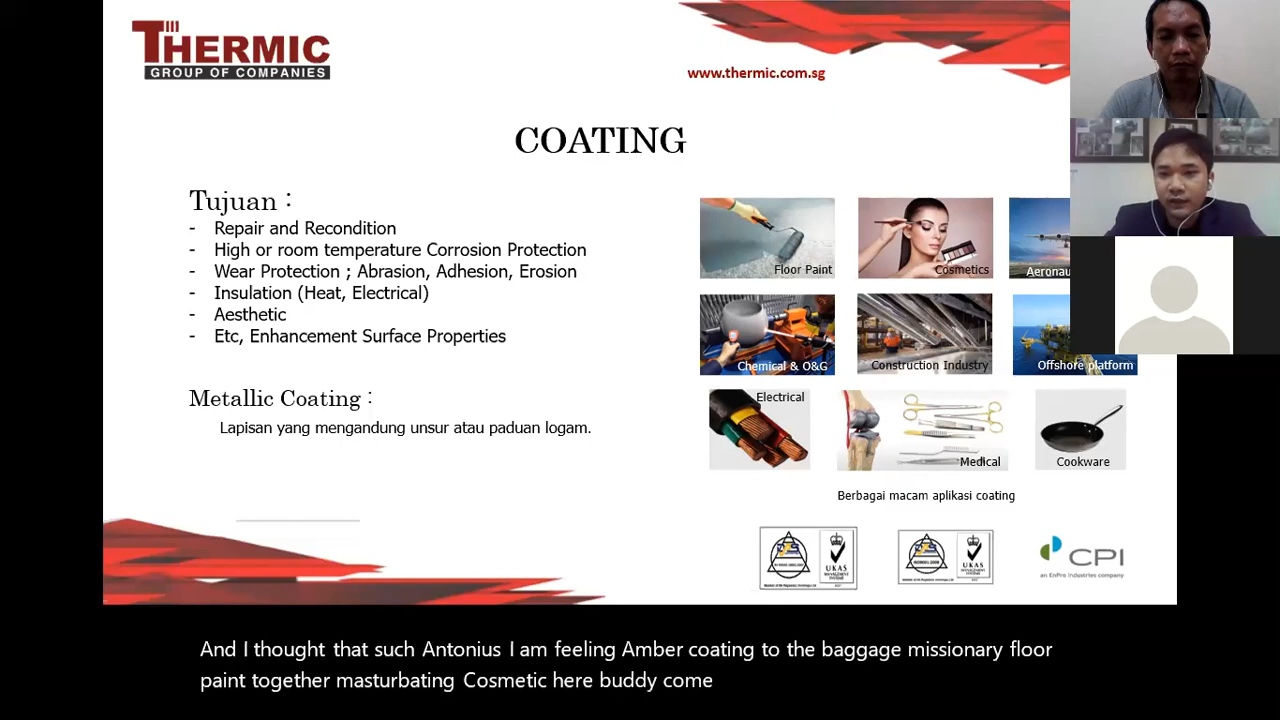 THERMIC
GROUP OF COMPANIES
www.thermic.com.sg
COATING
Tujuan :
- Repair and Recondition
- High or room temperature Corrosion Protection
- Wear Protection ; Abrasion, Adhesion, Erosion
- Insulation (Heat, Electrical)
- Aesthetic
- Etc, Enhancement Surface Properties
Metallic Coating :
Lapisan yang mengandung unsur atau paduan logam.
Floor Paint
Cosmetics
Aeronau
Chemical & O&G
Construction Industry
Offshore platform
Electrical
Medical
Cookware
Berbagai macam aplikasi coating
UKAS
MANAGEMENT
SYSTEMS
UKAS
MANAGEMENT
SYSTEMS
CPI
an EnPro Industries company
And I thought that such Antonius I am feeling Amber coating to the baggage missionary floor
paint together masturbating Cosmetic here buddy come